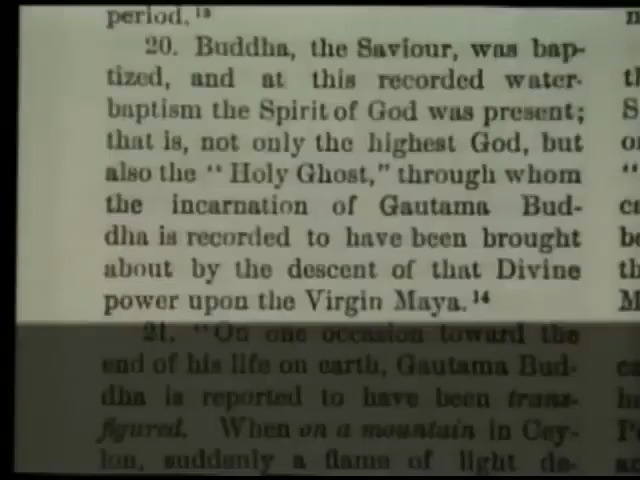 period.¹³
20. Buddha, the Saviour, was bap-
tized, and at this recorded water-
baptism the Spirit of God was present;
that is, not only the highest God, but
also the "Holy Ghost," through whom
the incarnation of Gautama Bud-
dha is recorded to have been brought
about by the descent of that Divine
power upon the Virgin Maya.¹⁴
21. "On one occasion toward the
end of his life on earth, Gautama Bud-
dha is reported to have been trans-
figured. When on a mountain in Cey-
lon, suddenly a flame of light de-